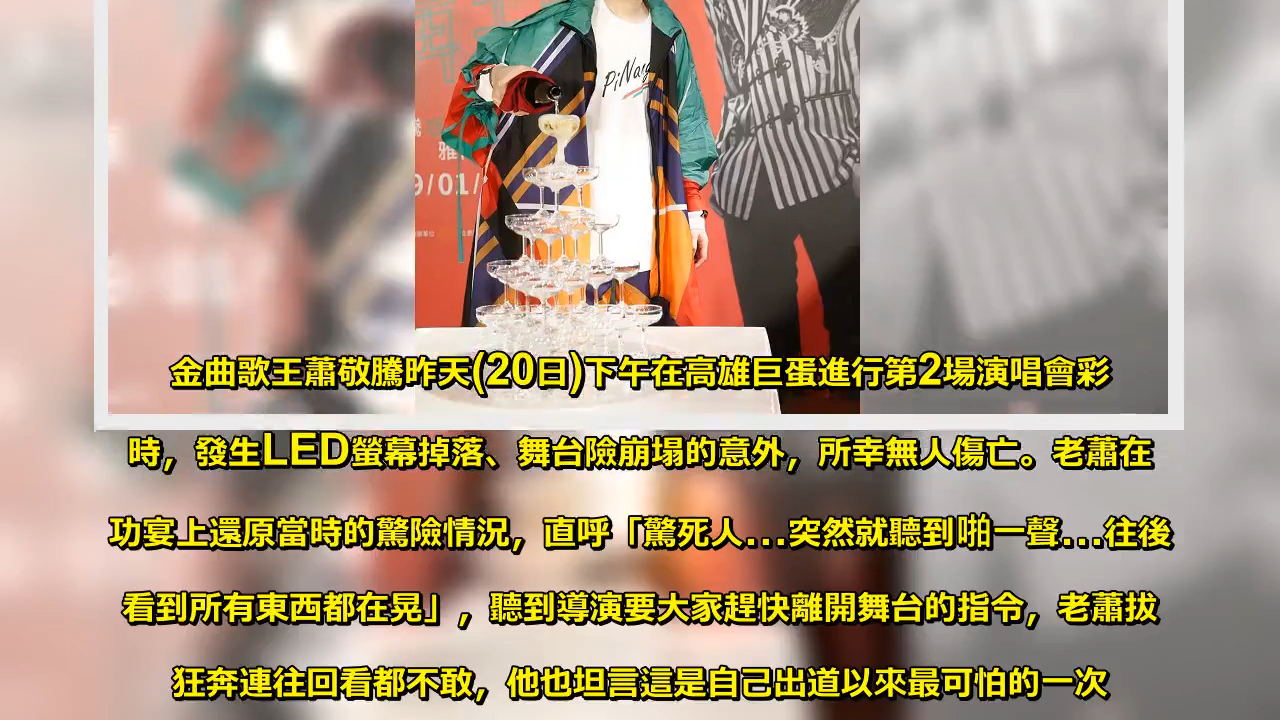 PiNarg
雅
9/01/
金曲歌王蕭敬騰昨天(20日)下午在高雄巨蛋進行第2場演唱會彩
時，發生LED螢幕掉落、舞台險崩塌的意外，所幸無人傷亡。老蕭在
功宴上還原當時的驚險情況，直呼「驚死人...突然就聽到啪一聲...往後
看到所有東西都在晃」，聽到導演要大家趕快離開舞台的指令，老蕭拔
狂奔連往回看都不敢，他也坦言這是自己出道以來最可怕的一次